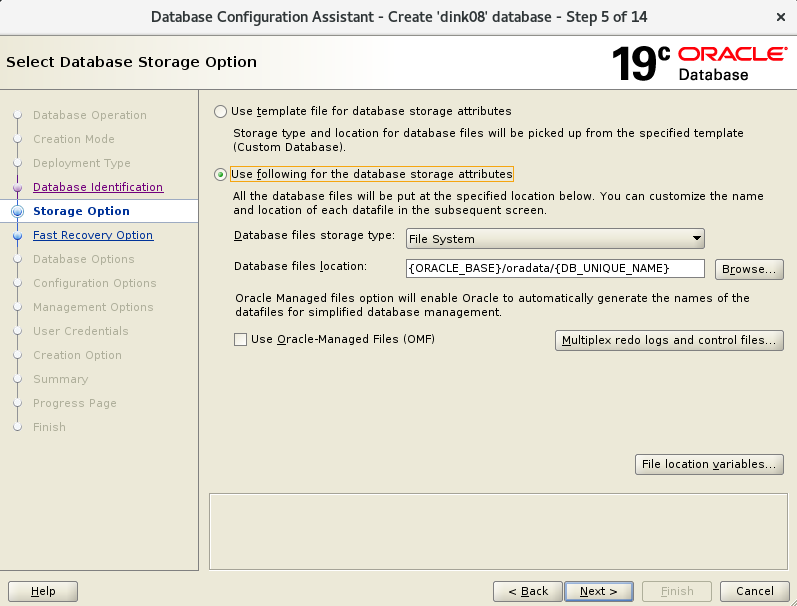 Database Configuration Assistant - Create 'dink08' database - Step 5 of 14
×
Select Database Storage Option
19c ORACLE
Database
Database Operation
Creation Mode
Deployment Type
Database Identification
Storage Option
Fast Recovery Option
Database Options
Configuration Options
Management Options
User Credentials
Creation Option
Summary
Progress Page
Finish
Use template file for database storage attributes
Storage type and location for database files will be picked up from the specified template
(Custom Database).
Use following for the database storage attributes
All the database files will be put at the specified location below. You can customize the name
and location of each datafile in the subsequent screen.
Database files storage type: File System
Database files location: {ORACLE_BASE}/oradata/{DB_UNIQUE_NAME} Browse...
Oracle Managed files option will enable Oracle to automatically generate the names of the
datafiles for simplified database management.
Use Oracle-Managed Files (OMF) Multiplex redo logs and control files...
File location variables...
Help < Back Next > Finish Cancel